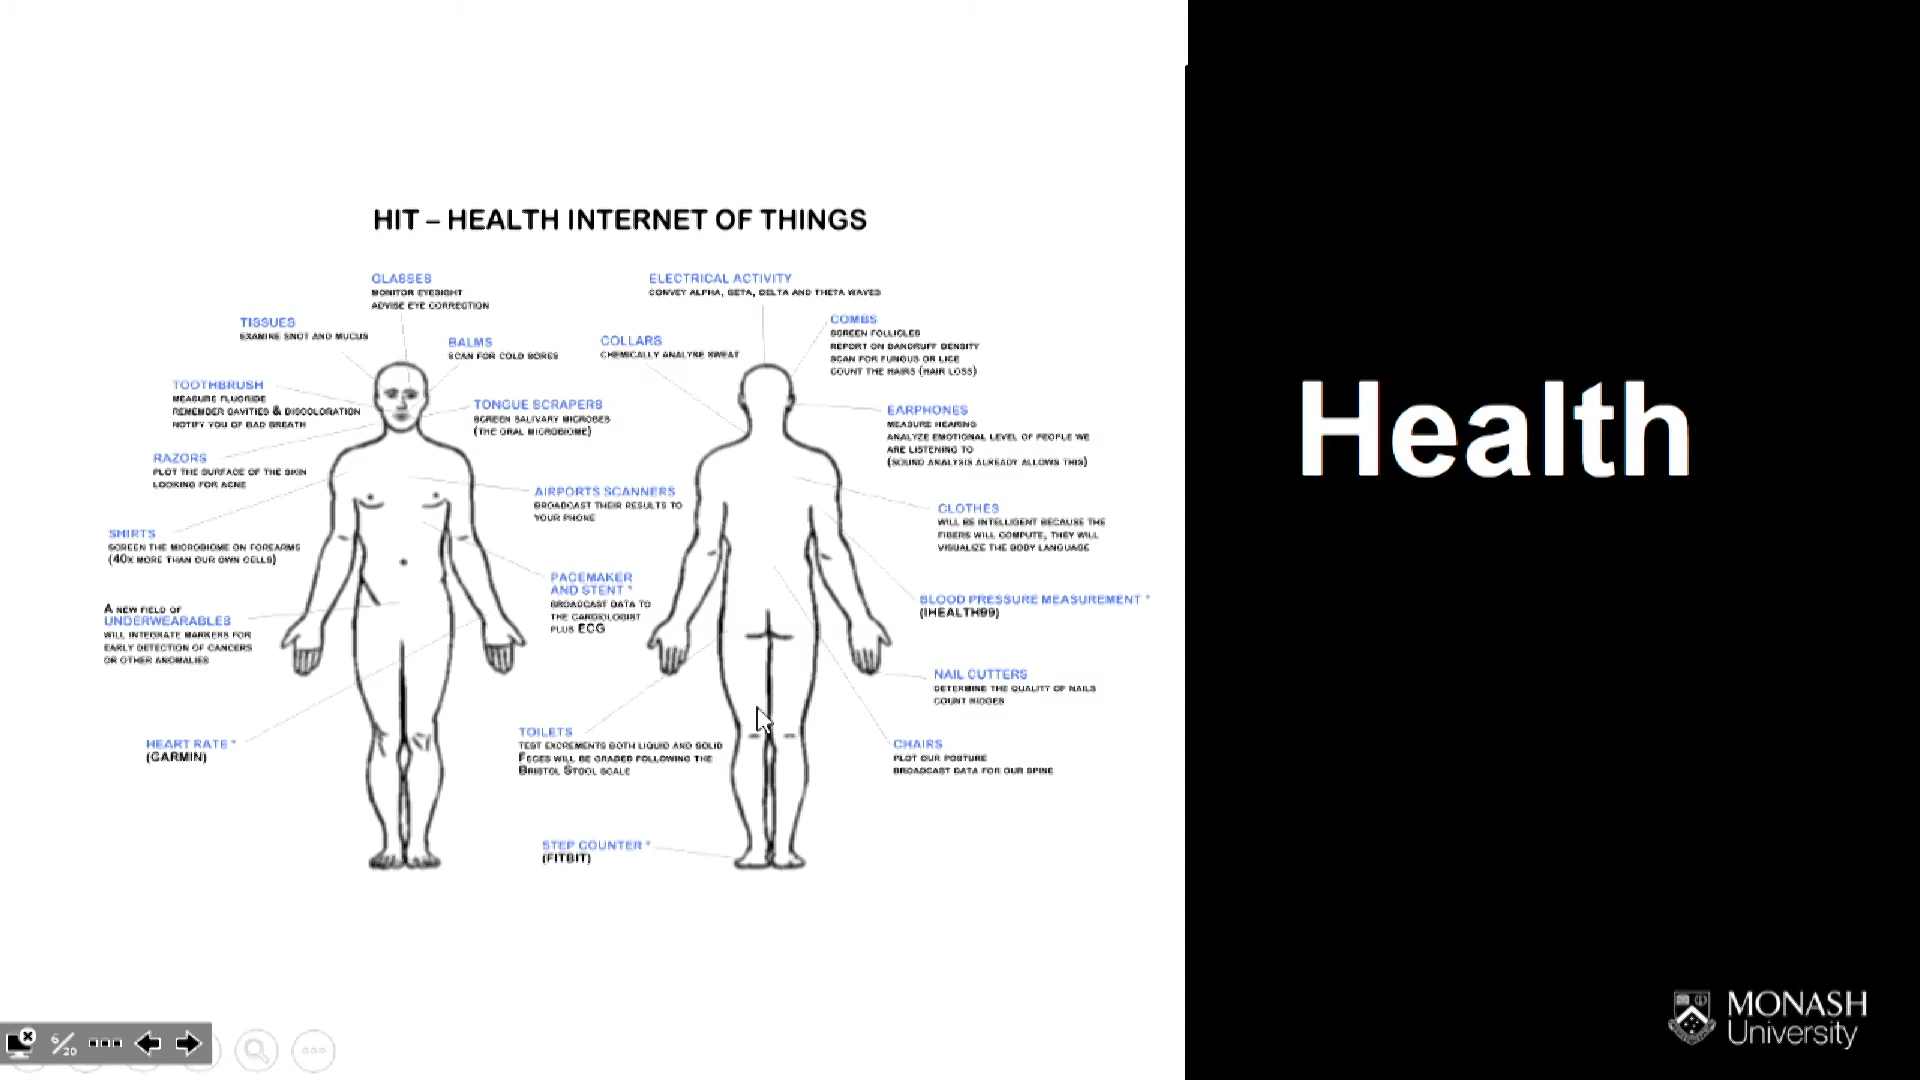 HIT – HEALTH INTERNET OF THINGS
GLASSES
MONITOR EYESIGHT
ADVISE EYE CORRECTION
TISSUES
EXAMINE SNOT AND MUCUS
BALMS
SCAN FOR COLD SORES
TOOTHBRUSH
MEASURE FLUORIDE
REMEMBER CAVITIES & DISCOLORATION
NOTIFY YOU OF BAD BREATH
TONGUE SCRAPERS
SCREEN SALIVARY MICROBES
(THE ORAL MICROBIOME)
RAZORS
PLOT THE SURFACE OF THE SKIN
LOOKING FOR ACNE
AIRPORTS SCANNERS
BROADCAST THEIR RESULTS TO
YOUR PHONE
SHIRTS
SCREEN THE MICROBIOME ON FOREARMS
(40X MORE THAN OUR OWN CELLS)
PACEMAKER
AND STENT *
BROADCAST DATA TO
THE CARDIOLOGIST
PLUS ECG
A NEW FIELD OF
UNDERWEARABLES
WILL INTEGRATE MARKERS FOR
EARLY DETECTION OF CANCERS
OR OTHER ANOMALIES
HEART RATE *
(GARMIN)
ELECTRICAL ACTIVITY
CONVEY ALPHA, BETA, DELTA AND THETA WAVES
COLLARS
CHEMICALLY ANALYSE SWEAT
COMBS
SCREEN FOLLICLES
REPORT ON DANDRUFF DENSITY
SCAN FOR FUNGUS OR LICE
COUNT THE HAIRS (HAIR LOSS)
EARPHONES
MEASURE HEARING
ANALYZE EMOTIONAL LEVEL OF PEOPLE WE
ARE LISTENING TO
(SOUND ANALYSIS ALREADY ALLOWS THIS)
CLOTHES
WILL BE INTELLIGENT BECAUSE THE
FIBERS WILL COMPUTE, THEY WILL
VISUALIZE THE BODY LANGUAGE
BLOOD PRESSURE MEASUREMENT *
(IHEALTH99)
NAIL CUTTERS
DETERMINE THE QUALITY OF NAILS
COUNT RIDGES
TOILETS
TEST EXCREMENTS BOTH LIQUID AND SOLID
FECES WILL BE GRADED FOLLOWING THE
BRISTOL STOOL SCALE
CHAIRS
PLOT OUR POSTURE
BROADCAST DATA FOR OUR SPINE
STEP COUNTER *
(FITBIT)
Health
MONASH
University
6/20